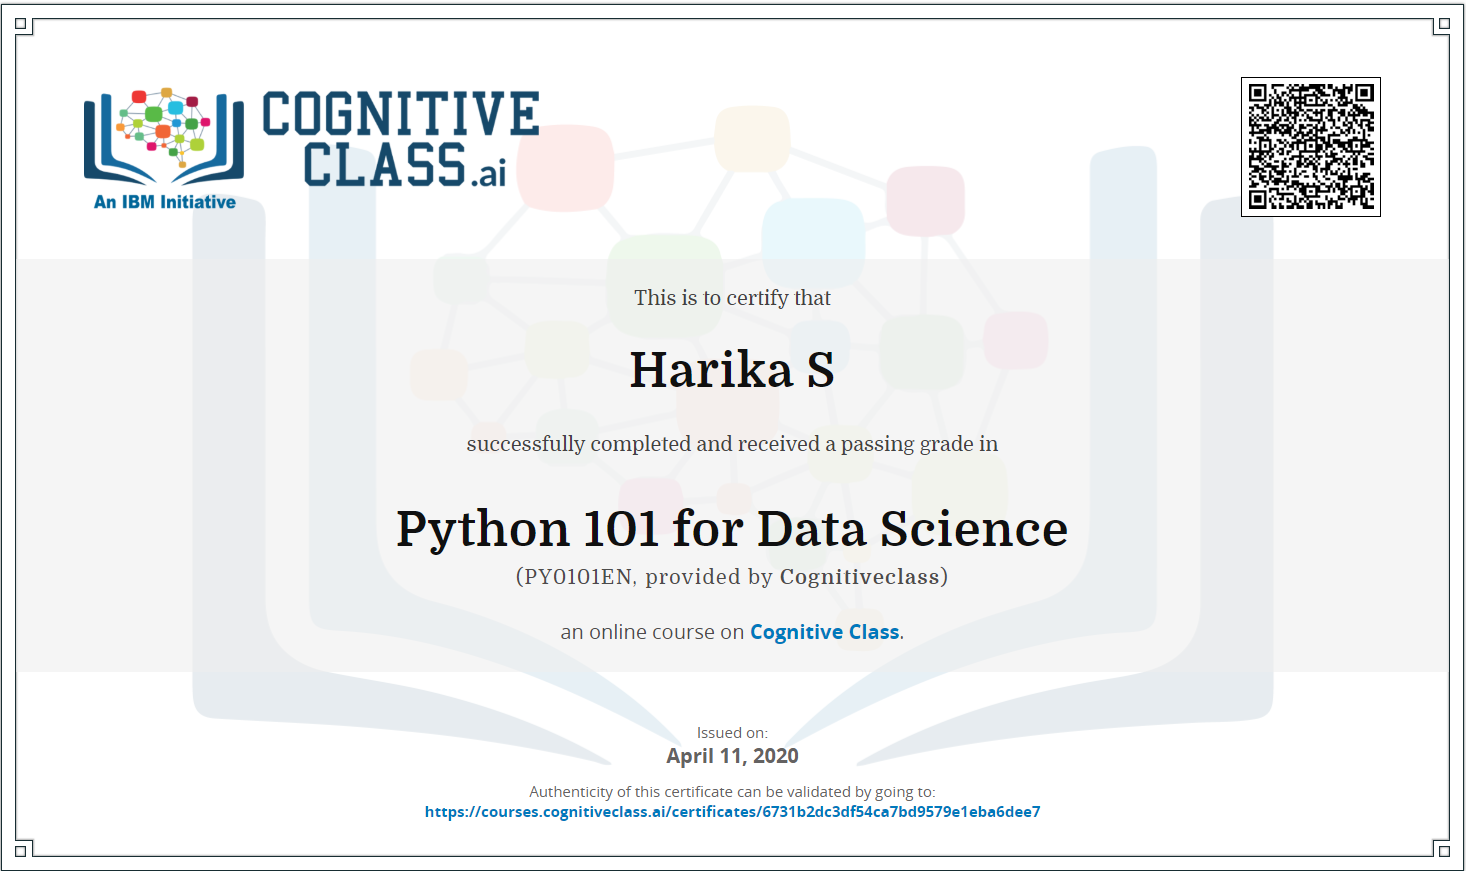 COGNITIVE
CLASS.ai
An IBM Initiative
This is to certify that
Harika S
successfully completed and received a passing grade in
Python 101 for Data Science
(PY0101EN, provided by Cognitiveclass)
an online course on Cognitive Class.
Issued on:
April 11, 2020
Authenticity of this certificate can be validated by going to:
https://courses.cognitiveclass.ai/certificates/6731b2dc3df54ca7bd9579e1eba6dee7